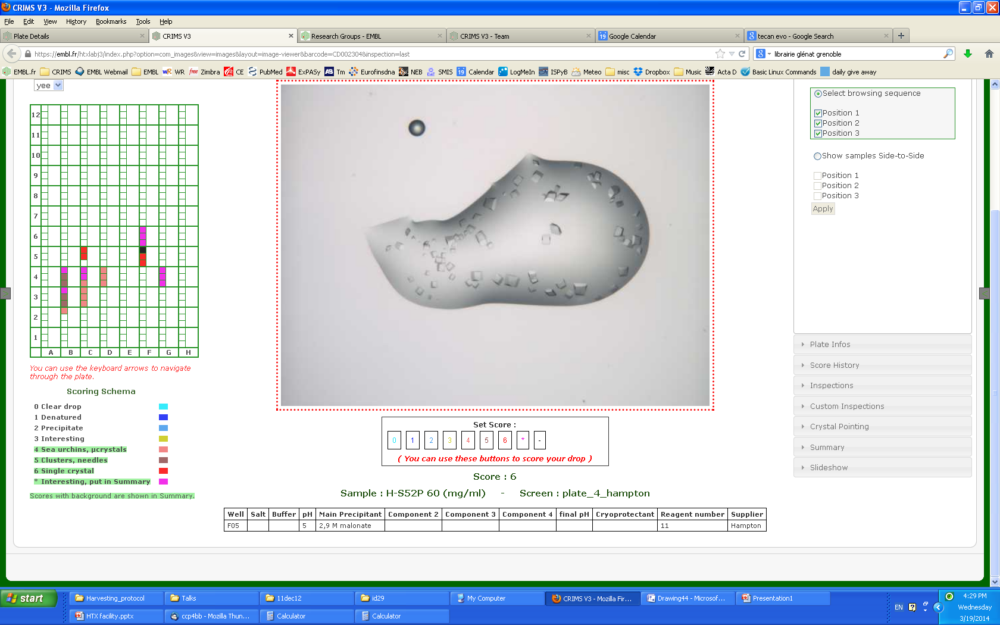 CRIMS V3 - Mozilla Firefox
File Edit View History Bookmarks Tools Help
Plate Details
CRIMS V3
Research Groups - EMBL
CRIMS V3 - Team
Google Calendar
tecan evo - Google Search
https://embl.fr/htxlabj3/index.php?option=com_images&view=images&layout=image-viewer&barcode=CD002304&inspection=last
librairie glénat grenoble
EMBL.fr CRIMS EMBL Webmail EMBL WR Zimbra CE PubMed ExPASy Tm Eurofinsdna NEB SMIS Calendar LogMeIn ISPyB Meteo misc Dropbox Music Acta D Basic Linux Commands daily give away
yee
12
11
10
9
8
7
6
5
4
3
2
1
A B C D E F G H
You can use the keyboard arrows to navigate
through the plate.
Scoring Schema
0 Clear drop
1 Denatured
2 Precipitate
3 Interesting
4 Sea urchins, µcrystals
5 Clusters, needles
6 Single crystal
* Interesting, put in Summary
Scores with background are shown in Summary.
Set Score :
0 1 2 3 4 5 6 * -
( You can use these buttons to score your drop )
Score : 6
Sample : H-S52P 60 (mg/ml) - Screen : plate_4_hampton
Well Salt Buffer pH Main Precipitant Component 2 Component 3 Component 4 final pH Cryoprotectant Reagent number Supplier
F05 5 2,9 M malonate 11 Hampton
Select browsing sequence
Position 1
Position 2
Position 3
Show samples Side-to-Side
Position 1
Position 2
Position 3
Apply
Plate Infos
Score History
Inspections
Custom Inspections
Crystal Pointing
Summary
Slideshow
start
Harvesting_protocol
Talks
11dec12
id29
My Computer
CRIMS V3 - Mozilla Fir...
Drawing44 - Microsof...
Presentation1
HTX facility.pptx
ccp4bb - Mozilla Thun...
Calculator
Calculator
EN
4:29 PM
Wednesday
3/19/2014